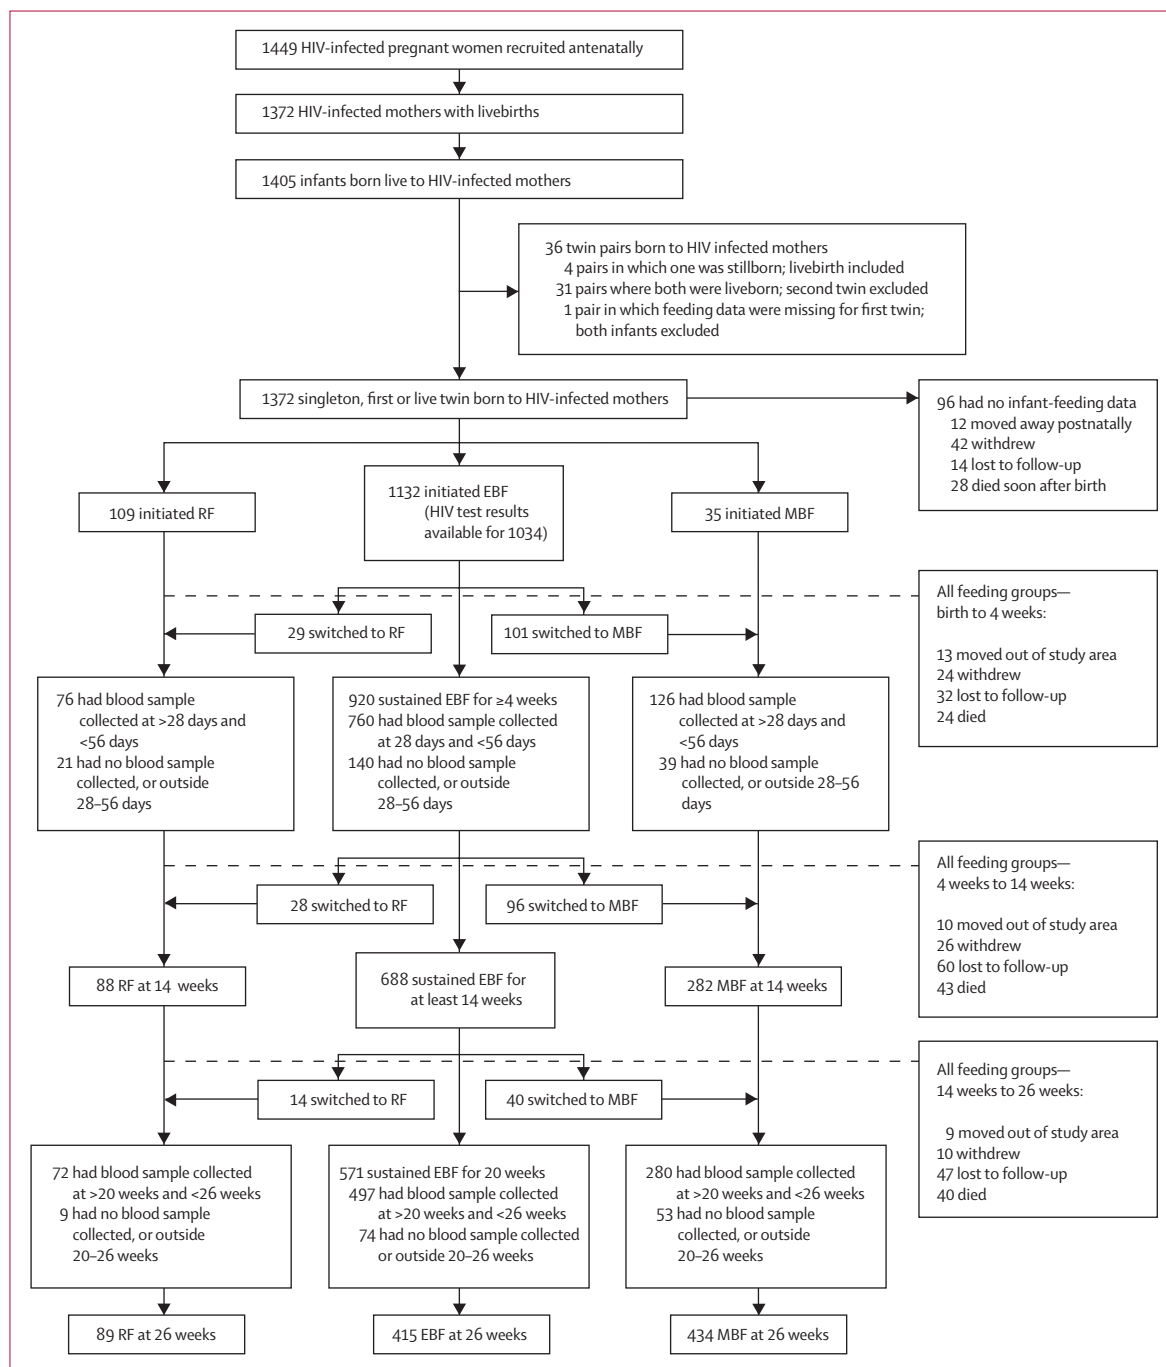 1449 HIV-infected pregnant women recruited antenatally
1372 HIV-infected mothers with livebirths
1405 infants born live to HIV-infected mothers
36 twin pairs born to HIV infected mothers
4 pairs in which one was stillborn; livebirth included
31 pairs where both were liveborn; second twin excluded
1 pair in which feeding data were missing for first twin;
both infants excluded
1372 singleton, first or live twin born to HIV-infected mothers
96 had no infant-feeding data
12 moved away postnatally
42 withdrew
14 lost to follow-up
28 died soon after birth
109 initiated RF
1132 initiated EBF
(HIV test results
available for 1034)
35 initiated MBF
All feeding groups—
birth to 4 weeks:
13 moved out of study area
24 withdrew
32 lost to follow-up
24 died
29 switched to RF
101 switched to MBF
76 had blood sample
collected at >28 days and
<56 days
21 had no blood sample
collected, or outside
28–56 days
920 sustained EBF for ≥4 weeks
760 had blood sample collected
at 28 days and <56 days
140 had no blood sample
collected, or outside
28–56 days
126 had blood sample
collected at >28 days and
<56 days
39 had no blood sample
collected, or outside 28–56
days
All feeding groups—
4 weeks to 14 weeks:
10 moved out of study area
26 withdrew
60 lost to follow-up
43 died
28 switched to RF
96 switched to MBF
88 RF at 14 weeks
688 sustained EBF for
at least 14 weeks
282 MBF at 14 weeks
All feeding groups—
14 weeks to 26 weeks:
9 moved out of study area
10 withdrew
47 lost to follow-up
40 died
14 switched to RF
40 switched to MBF
72 had blood sample collected
at >20 weeks and <26 weeks
9 had no blood sample
collected, or outside
20–26 weeks
571 sustained EBF for 20 weeks
497 had blood sample collected
at >20 weeks and <26 weeks
74 had no blood sample collected
or outside 20–26 weeks
280 had blood sample collected
at >20 weeks and <26 weeks
53 had no blood sample
collected, or outside
20–26 weeks
89 RF at 26 weeks
415 EBF at 26 weeks
434 MBF at 26 weeks